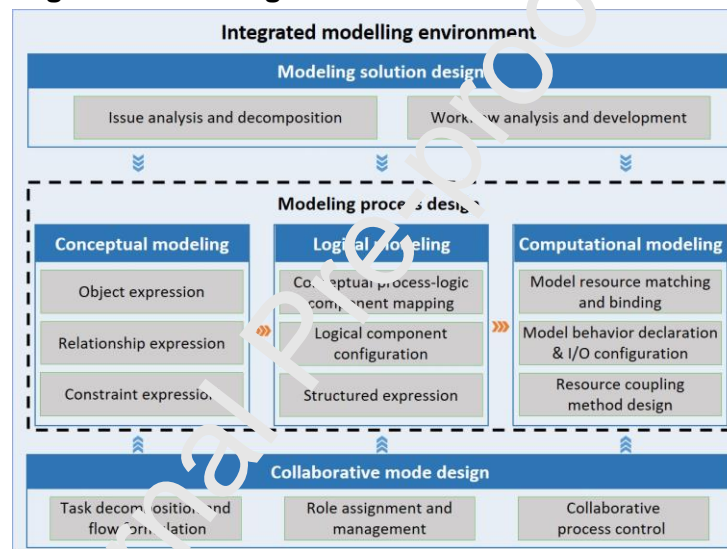 Integrated modelling environment
Modeling solution design
Issue analysis and decomposition
Workflow analysis and development
Modeling process design
Conceptual modeling
Logical modeling
Computational modeling
Object expression
Relationship expression
Constraint expression
Conceptual process-logic
component mapping
Logical component
configuration
Structured expression
Model resource matching
and binding
Model behavior declaration
& I/O configuration
Resource coupling
method design
Collaborative mode design
Task decomposition and
flow formulation
Role assignment and
management
Collaborative
process control